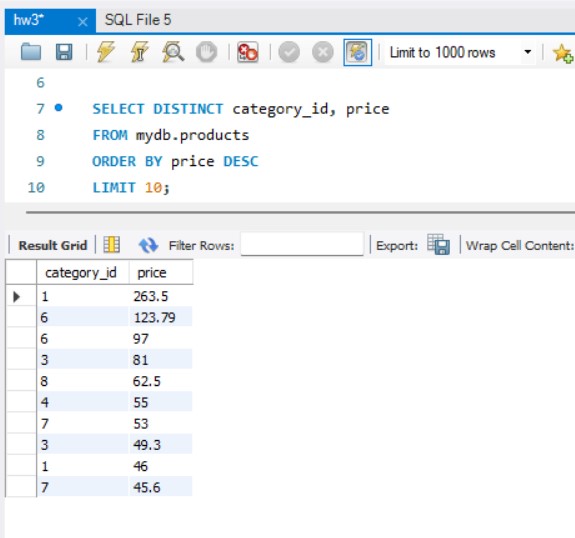 hw3* × SQL File 5
Limit to 1000 rows
6
7 SELECT DISTINCT category_id, price
8 FROM mydb.products
9 ORDER BY price DESC
10 LIMIT 10;
Result Grid Filter Rows: Export: Wrap Cell Content:
category_id price
1 263.5
6 123.79
6 97
3 81
8 62.5
4 55
7 53
3 49.3
1 46
7 45.6